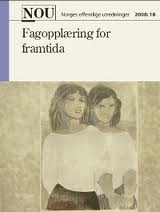 NOU
Norges offentlige utredninger
2008:18
Fagopplæring for
framtida